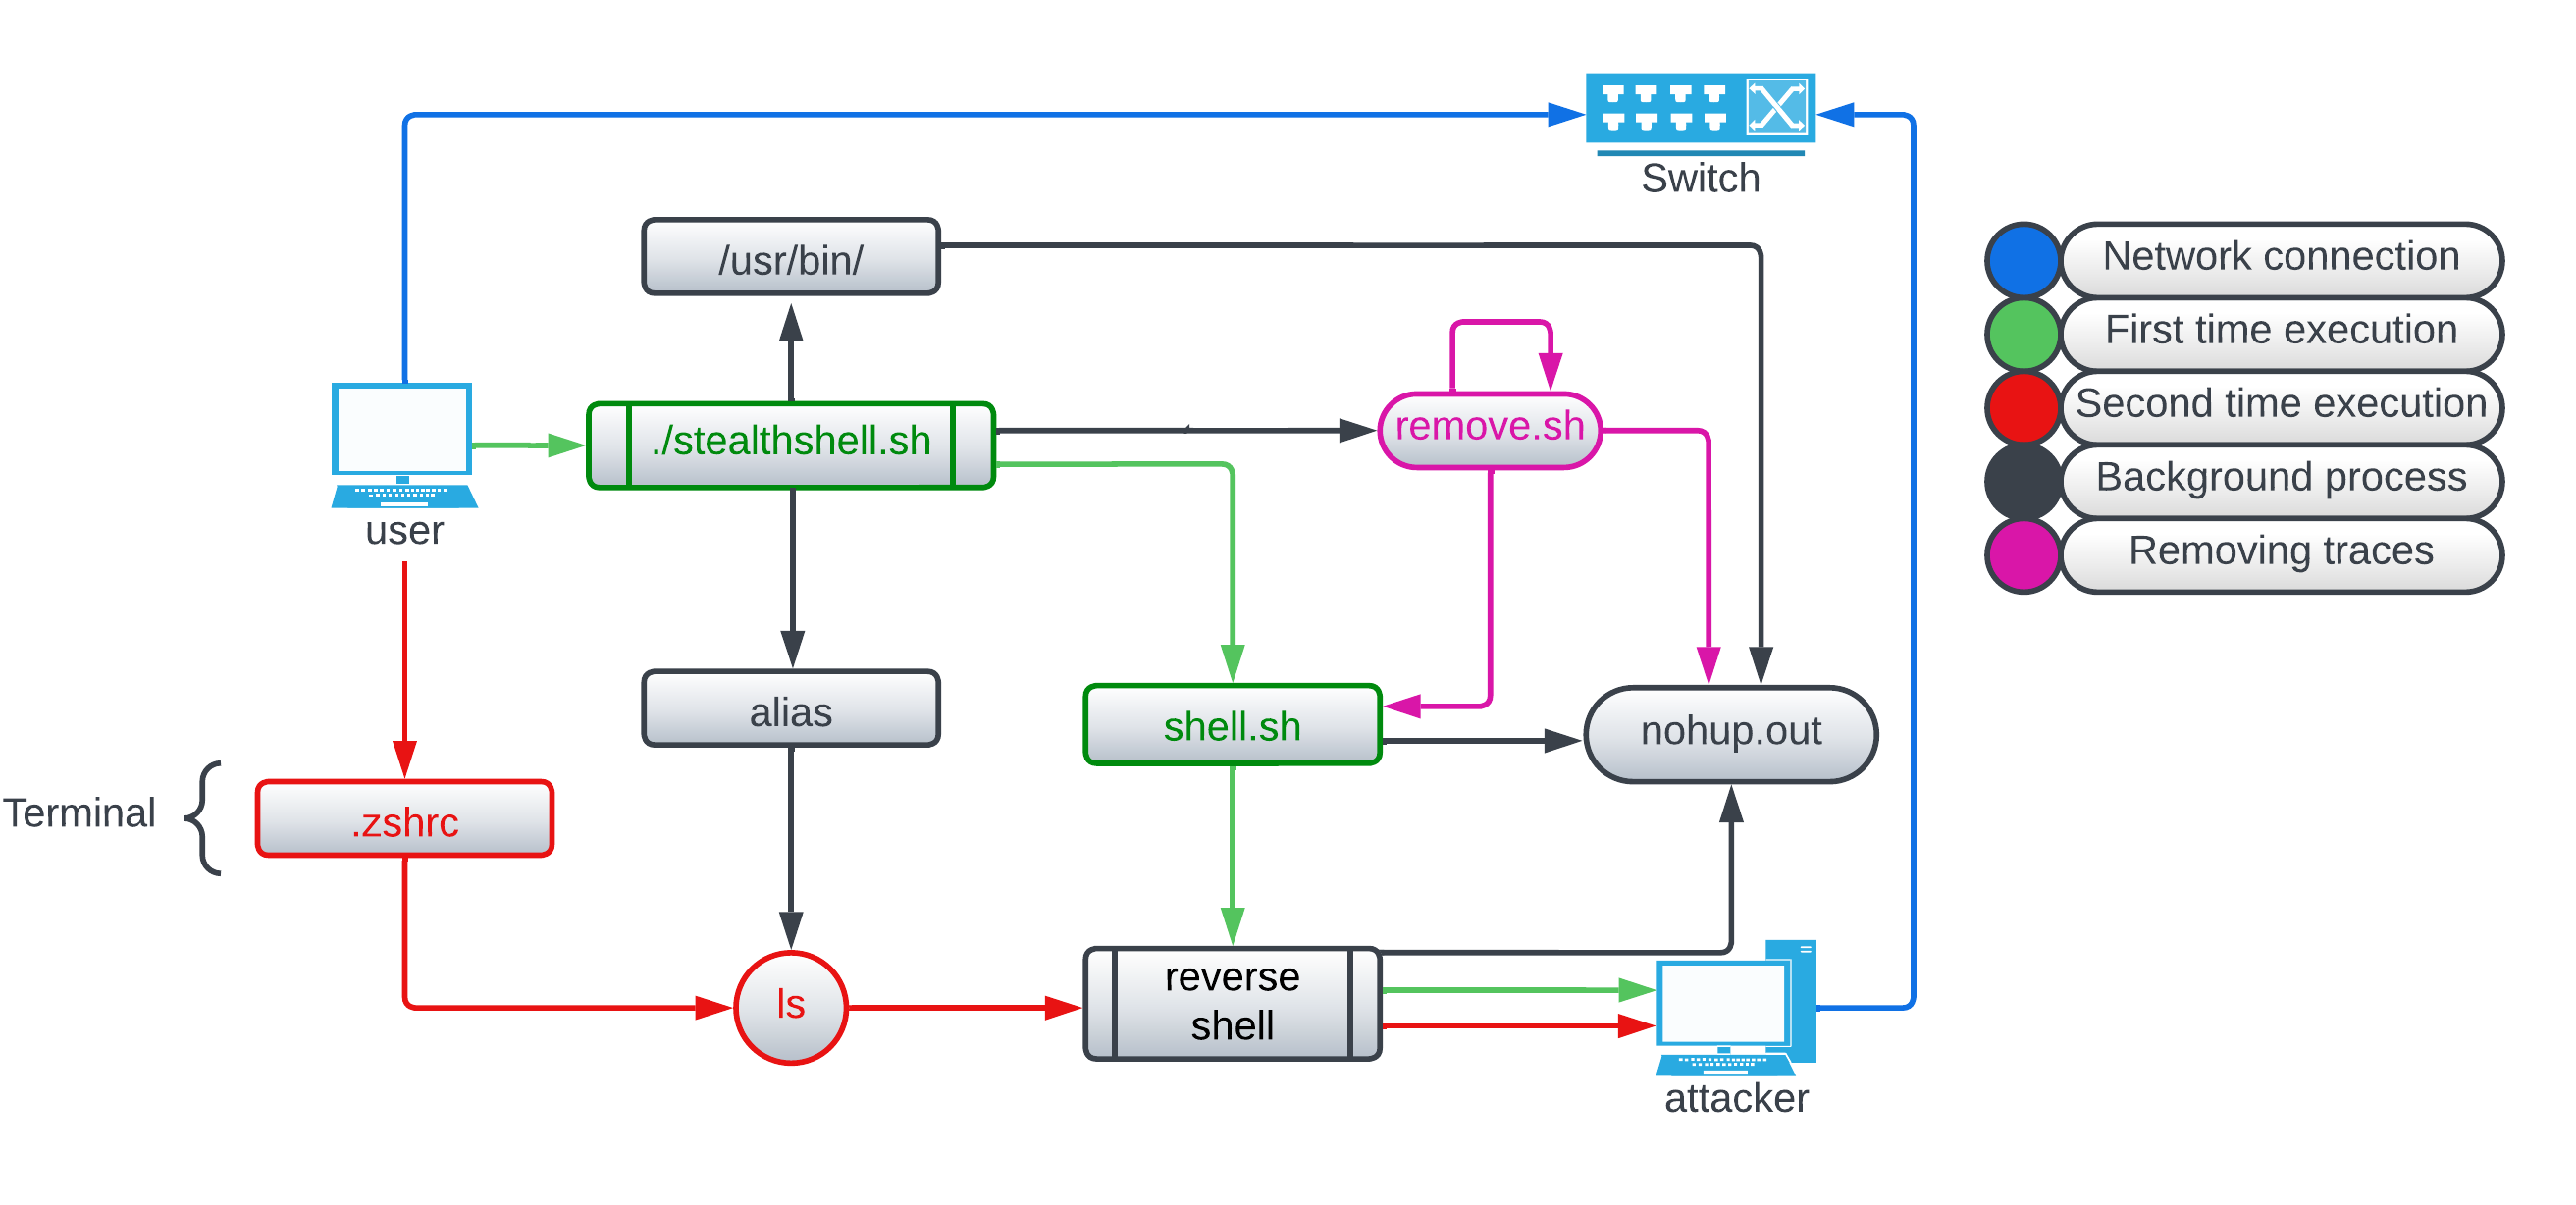 Switch
/usr/bin/
Network connection
First time execution
Second time execution
Background process
Removing traces
./stealthshell.sh
remove.sh
user
alias
shell.sh
nohup.out
Terminal
.zshrc
ls
reverse
shell
attacker